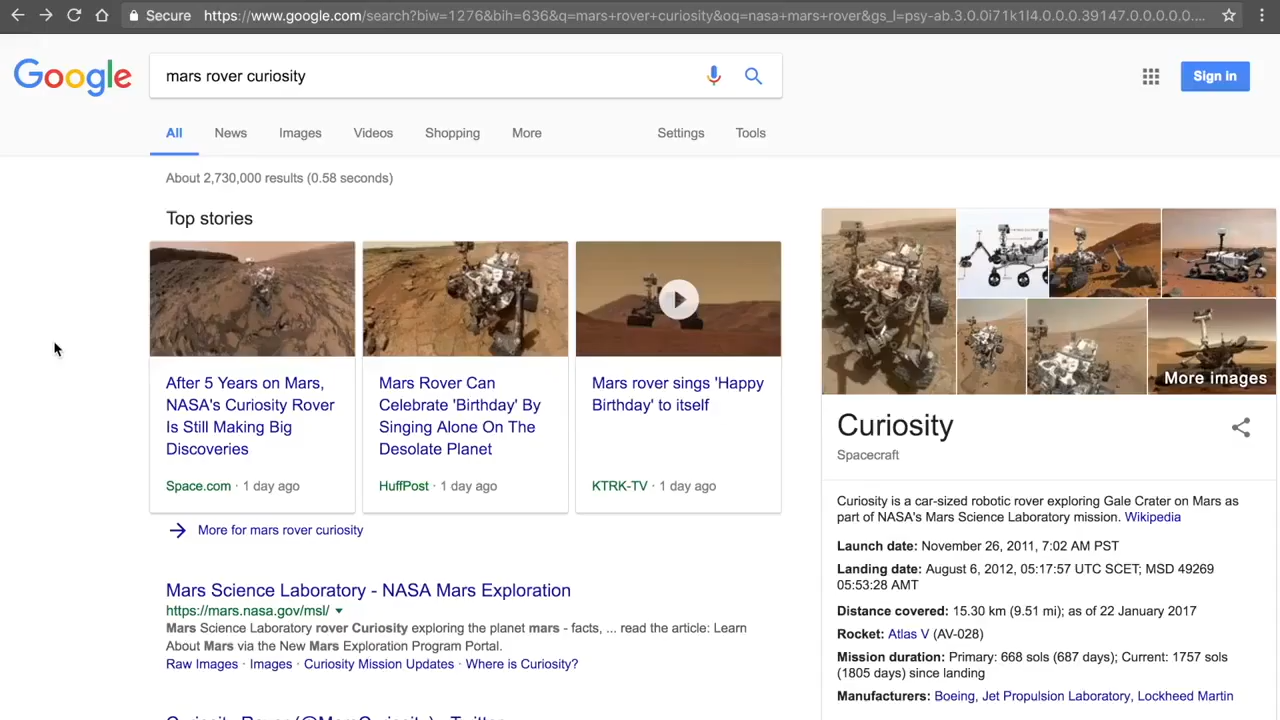 Secure https://www.google.com/search?biw=1276&bih=636&q=mars+rover+curiosity&oq=nasa+mars+rover&gs_l=psy-ab.3.0.0i71k1l4.0.0.0.39147.0.0.0.0.0....
Google
mars rover curiosity
Sign in
All News Images Videos Shopping More Settings Tools
About 2,730,000 results (0.58 seconds)
Top stories
After 5 Years on Mars,
NASA's Curiosity Rover
Is Still Making Big
Discoveries
Space.com · 1 day ago
Mars Rover Can
Celebrate 'Birthday' By
Singing Alone On The
Desolate Planet
HuffPost · 1 day ago
Mars rover sings 'Happy
Birthday' to itself
KTRK-TV · 1 day ago
More for mars rover curiosity
Mars Science Laboratory - NASA Mars Exploration
https://mars.nasa.gov/msl/
Mars Science Laboratory rover Curiosity exploring the planet mars - facts, ... read the article: Learn
About Mars via the New Mars Exploration Program Portal.
Raw Images · Images · Curiosity Mission Updates · Where is Curiosity?
Curiosity Rover (@MarsCuriosity) · Twitter
More images
Curiosity
Spacecraft
Curiosity is a car-sized robotic rover exploring Gale Crater on Mars as
part of NASA's Mars Science Laboratory mission. Wikipedia
Launch date: November 26, 2011, 7:02 AM PST
Landing date: August 6, 2012, 05:17:57 UTC SCET; MSD 49269
05:53:28 AMT
Distance covered: 15.30 km (9.51 mi); as of 22 January 2017
Rocket: Atlas V (AV-028)
Mission duration: Primary: 668 sols (687 days); Current: 1757 sols
(1805 days) since landing
Manufacturers: Boeing, Jet Propulsion Laboratory, Lockheed Martin